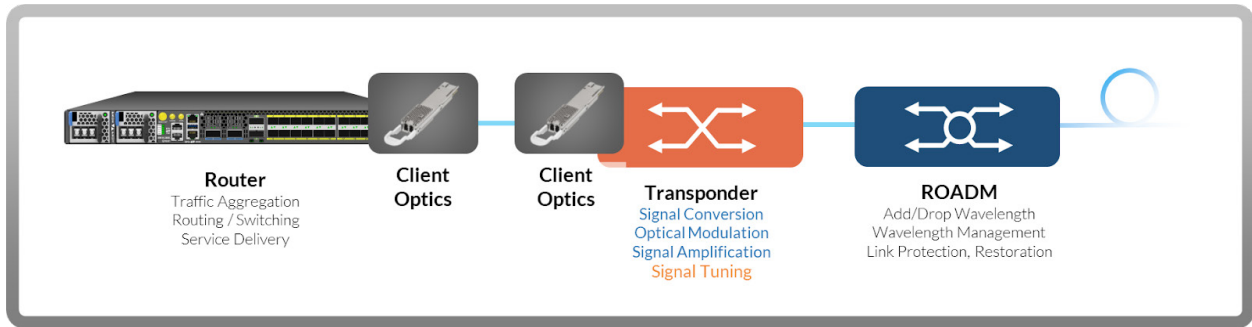 Router
Traffic Aggregation
Routing / Switching
Service Delivery
Client
Optics
Client
Optics
Transponder
Signal Conversion
Optical Modulation
Signal Amplification
Signal Tuning
ROADM
Add/Drop Wavelength
Wavelength Management
Link Protection, Restoration